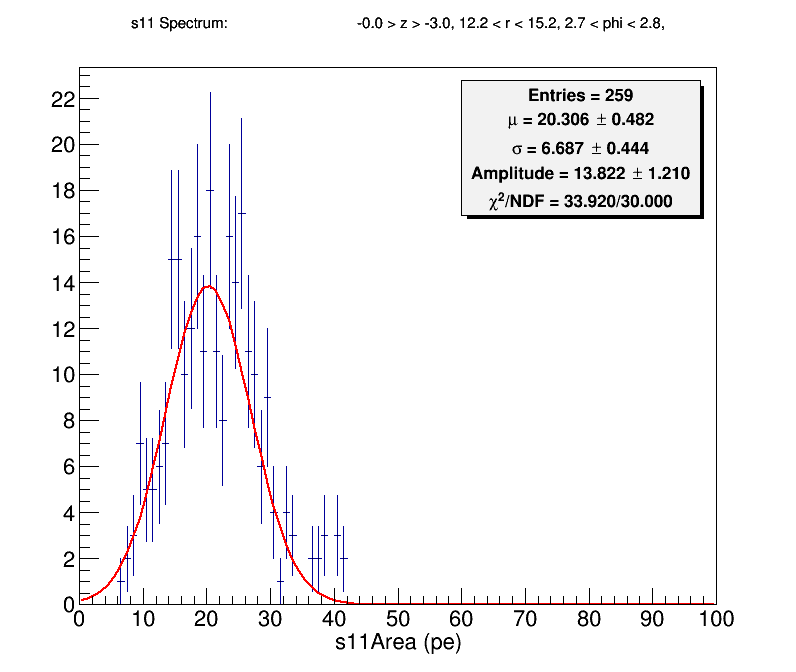 s11 Spectrum: -0.0 > z > -3.0, 12.2 < r < 15.2, 2.7 < phi < 2.8,
Entries = 259
μ = 20.306 ± 0.482
σ = 6.687 ± 0.444
Amplitude = 13.822 ± 1.210
χ²/NDF = 33.920/30.000
22
20
18
16
14
12
10
8
6
4
2
0
0 10 20 30 40 50 60 70 80 90 100
s11Area (pe)